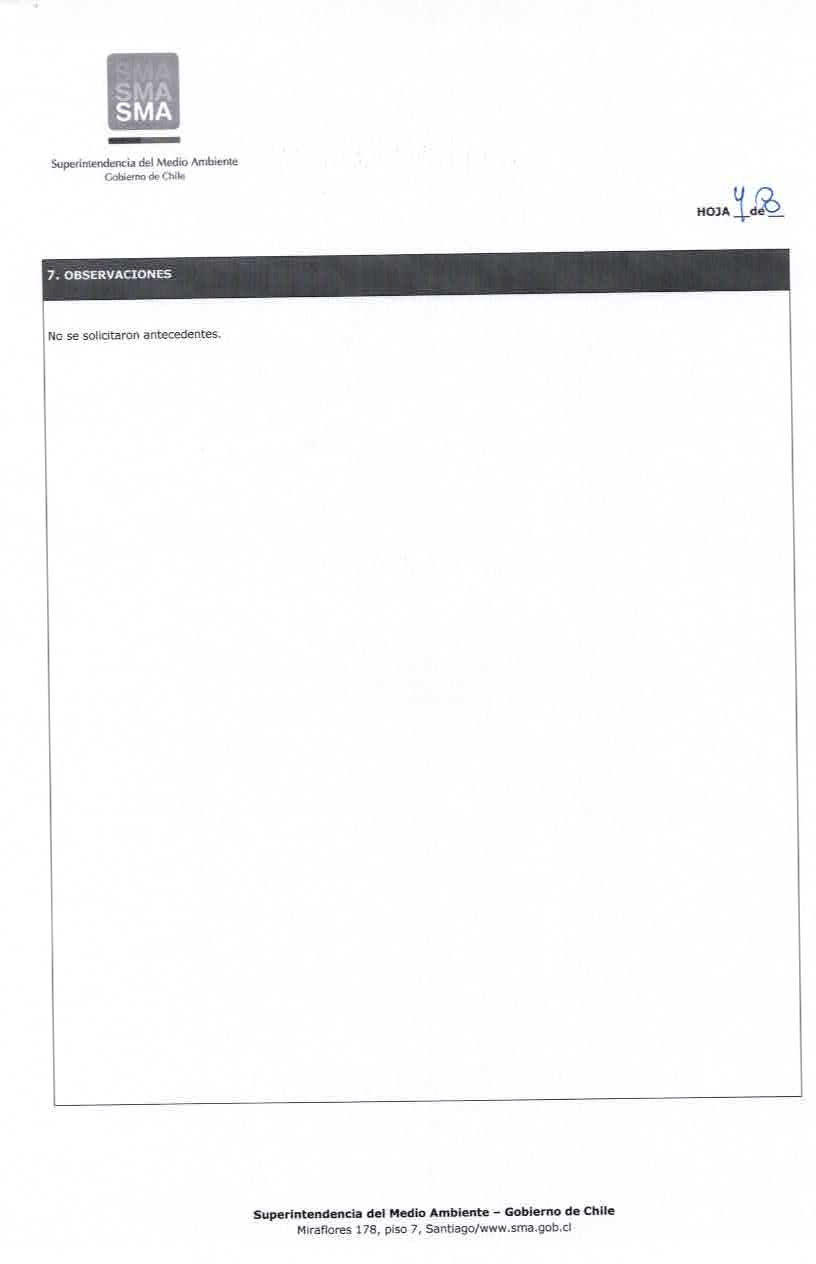 SMA
SMA
SMA
Superintendencia del Medio Ambiente
Gobierno de Chile
HOJA 4 de 8
7. OBSERVACIONES
No se solicitaron antecedentes.
Superintendencia del Medio Ambiente – Gobierno de Chile
Miraflores 178, piso 7, Santiago/www.sma.gob.cl